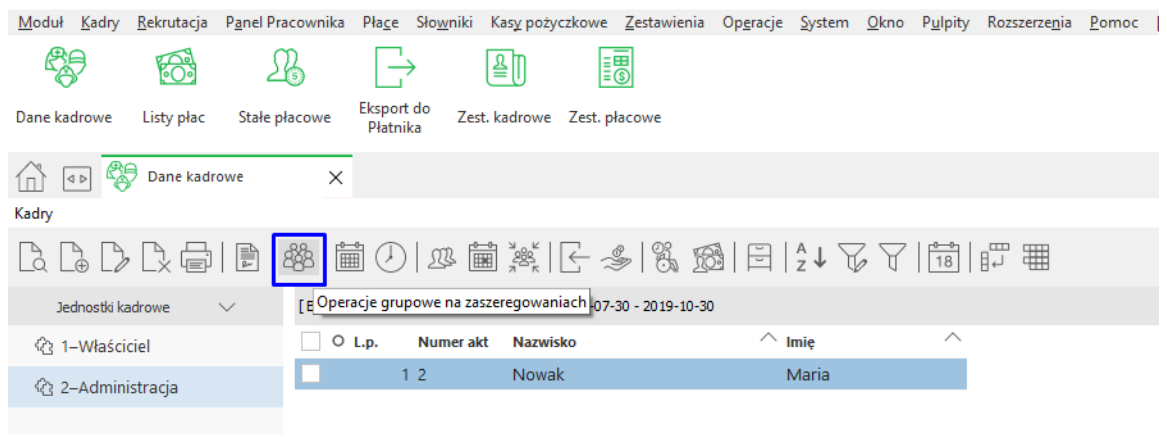 Moduł Kadry Rekrutacja Panel Pracownika Płace Słowniki Kasy pożyczkowe Zestawienia Operacje System Okno Pulpity Rozszerzenia Pomoc
Dane kadrowe Listy płac Stałe płacowe Eksport do Płatnika Zest. kadrowe Zest. płacowe
Dane kadrowe
Kadry
A Z 18
Operacje grupowe na zaszeregowaniach
Jednostki kadrowe [ -07-30 - 2019-10-30
1–Właściciel L.p. Numer akt Nazwisko Imię
2–Administracja 1 2 Nowak Maria